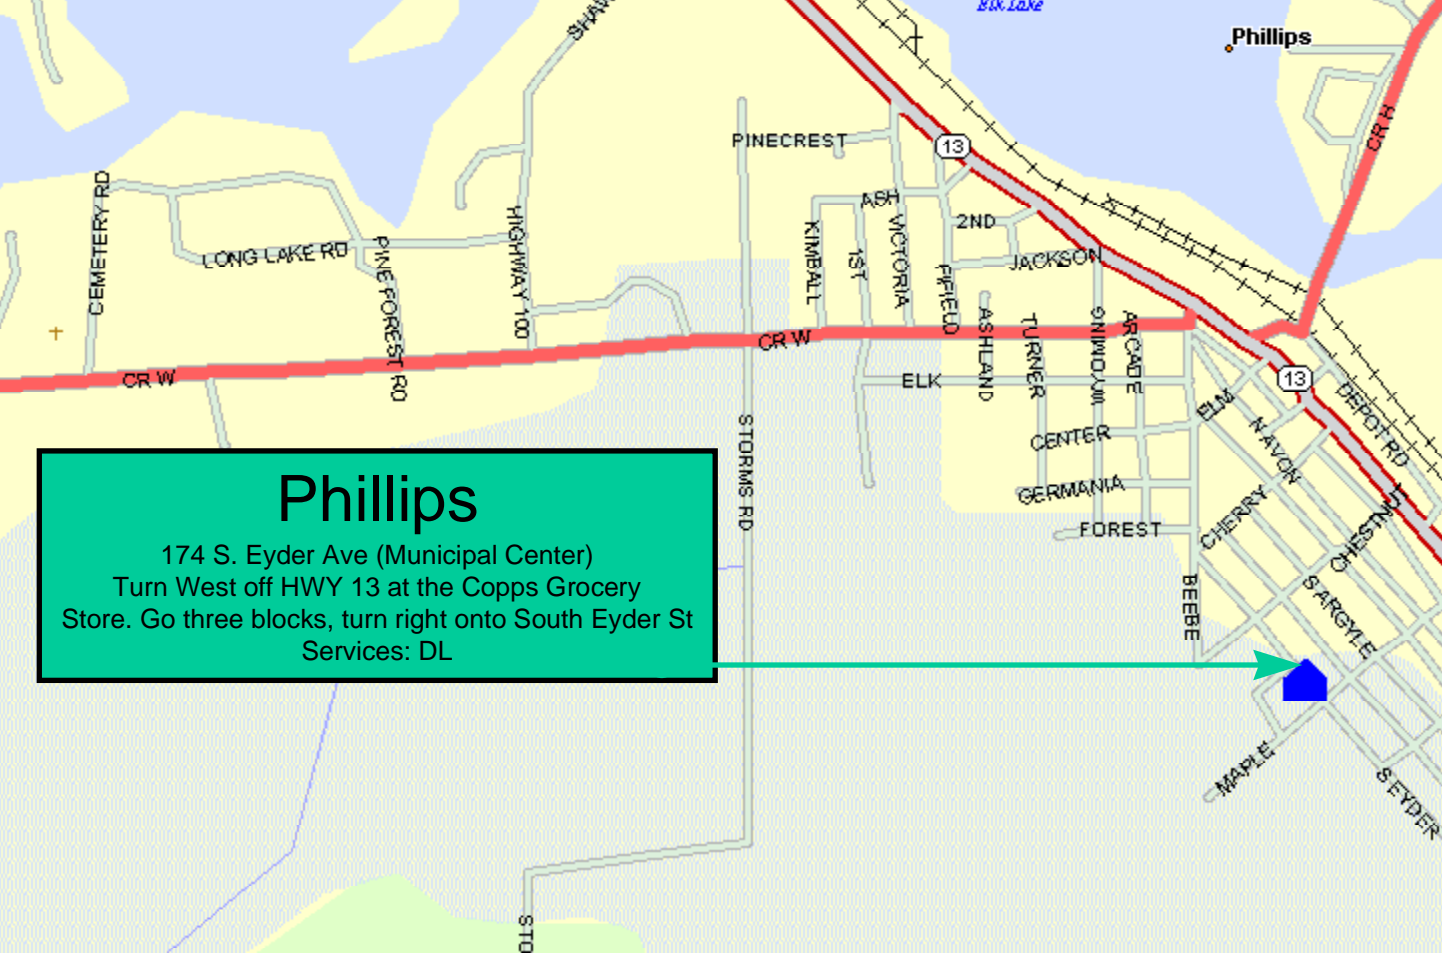 Elk Lake
SHAW
Phillips
CR H
PINECREST
13
ASH
2ND
KIMBALL
1ST
VICTORIA
FIFIELD
JACKSON
CEMETERY RD
LONG LAKE RD
PINE FOREST RD
HIGHWAY 100
CR W
CR W
ASHLAND
TURNER
WYOMING
ARCADE
ELK
13
DEPOT RD
ELM
N AVON
CENTER
GERMANIA
FOREST
CHERRY
CHESTNUT
STORMS RD
BEEBE
S ARGYLE
Phillips
174 S. Eyder Ave (Municipal Center)
Turn West off HWY 13 at the Copps Grocery
Store. Go three blocks, turn right onto South Eyder St
Services: DL
MAPLE
S EYDER
STO